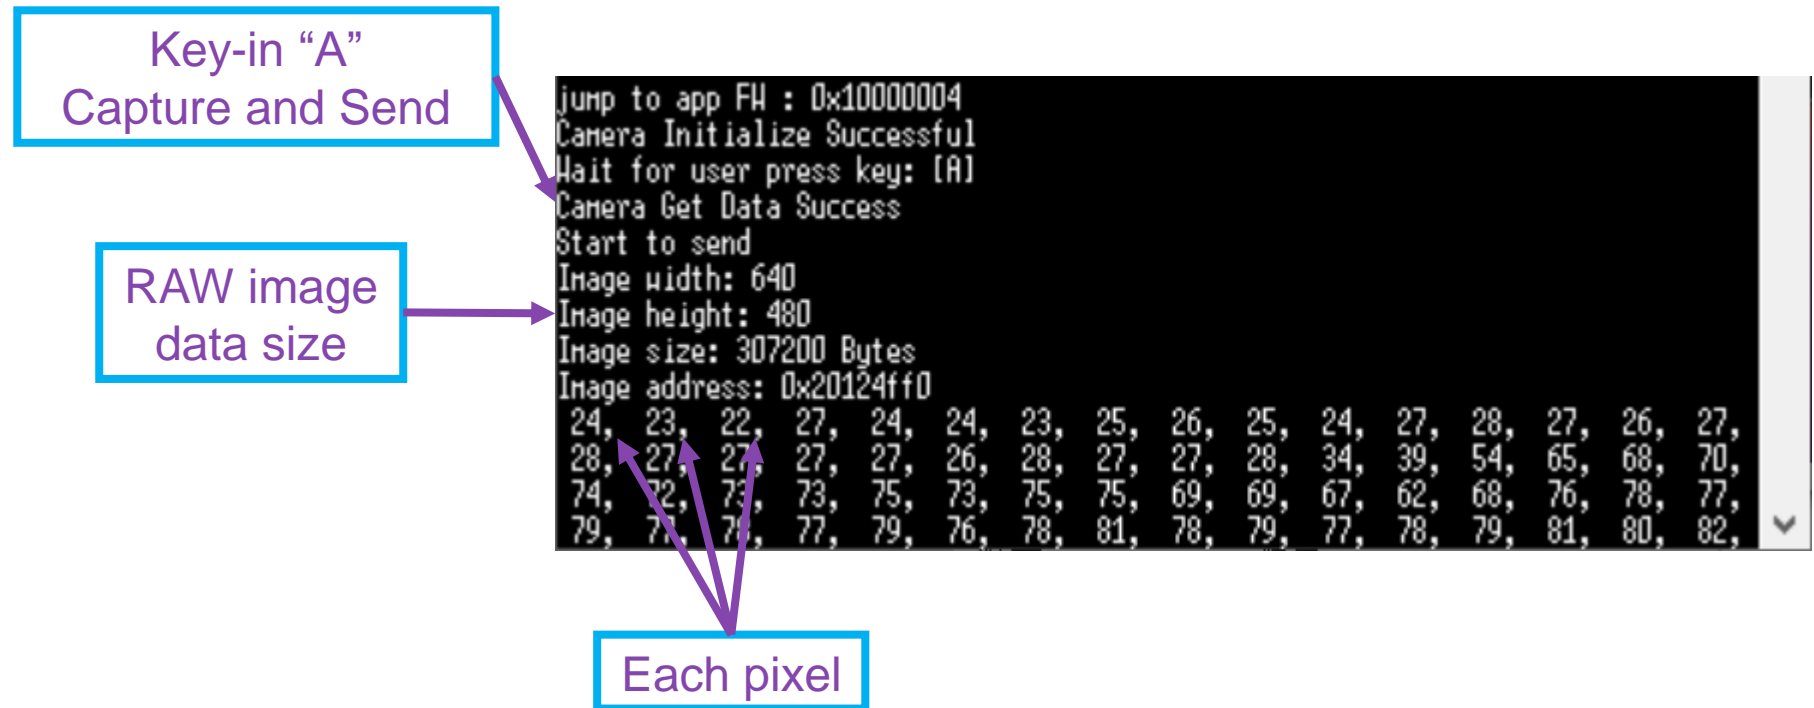 Key-in “A”
Capture and Send
jump to app FW : 0x10000004
Camera Initialize Successful
Wait for user press key: [A]
Camera Get Data Success
Start to send
RAW image
data size
Image width: 640
Image height: 480
Image size: 307200 Bytes
Image address: 0x20124ff0
24, 23, 22, 27, 24, 24, 23, 25, 26, 25, 24, 27, 28, 27, 26, 27,
28, 27, 27, 27, 27, 26, 28, 27, 27, 28, 34, 39, 54, 65, 68, 70,
74, 72, 73, 73, 75, 73, 75, 75, 69, 69, 67, 62, 68, 76, 78, 77,
79, 77, 78, 77, 79, 76, 78, 81, 78, 79, 77, 78, 79, 81, 80, 82,
Each pixel